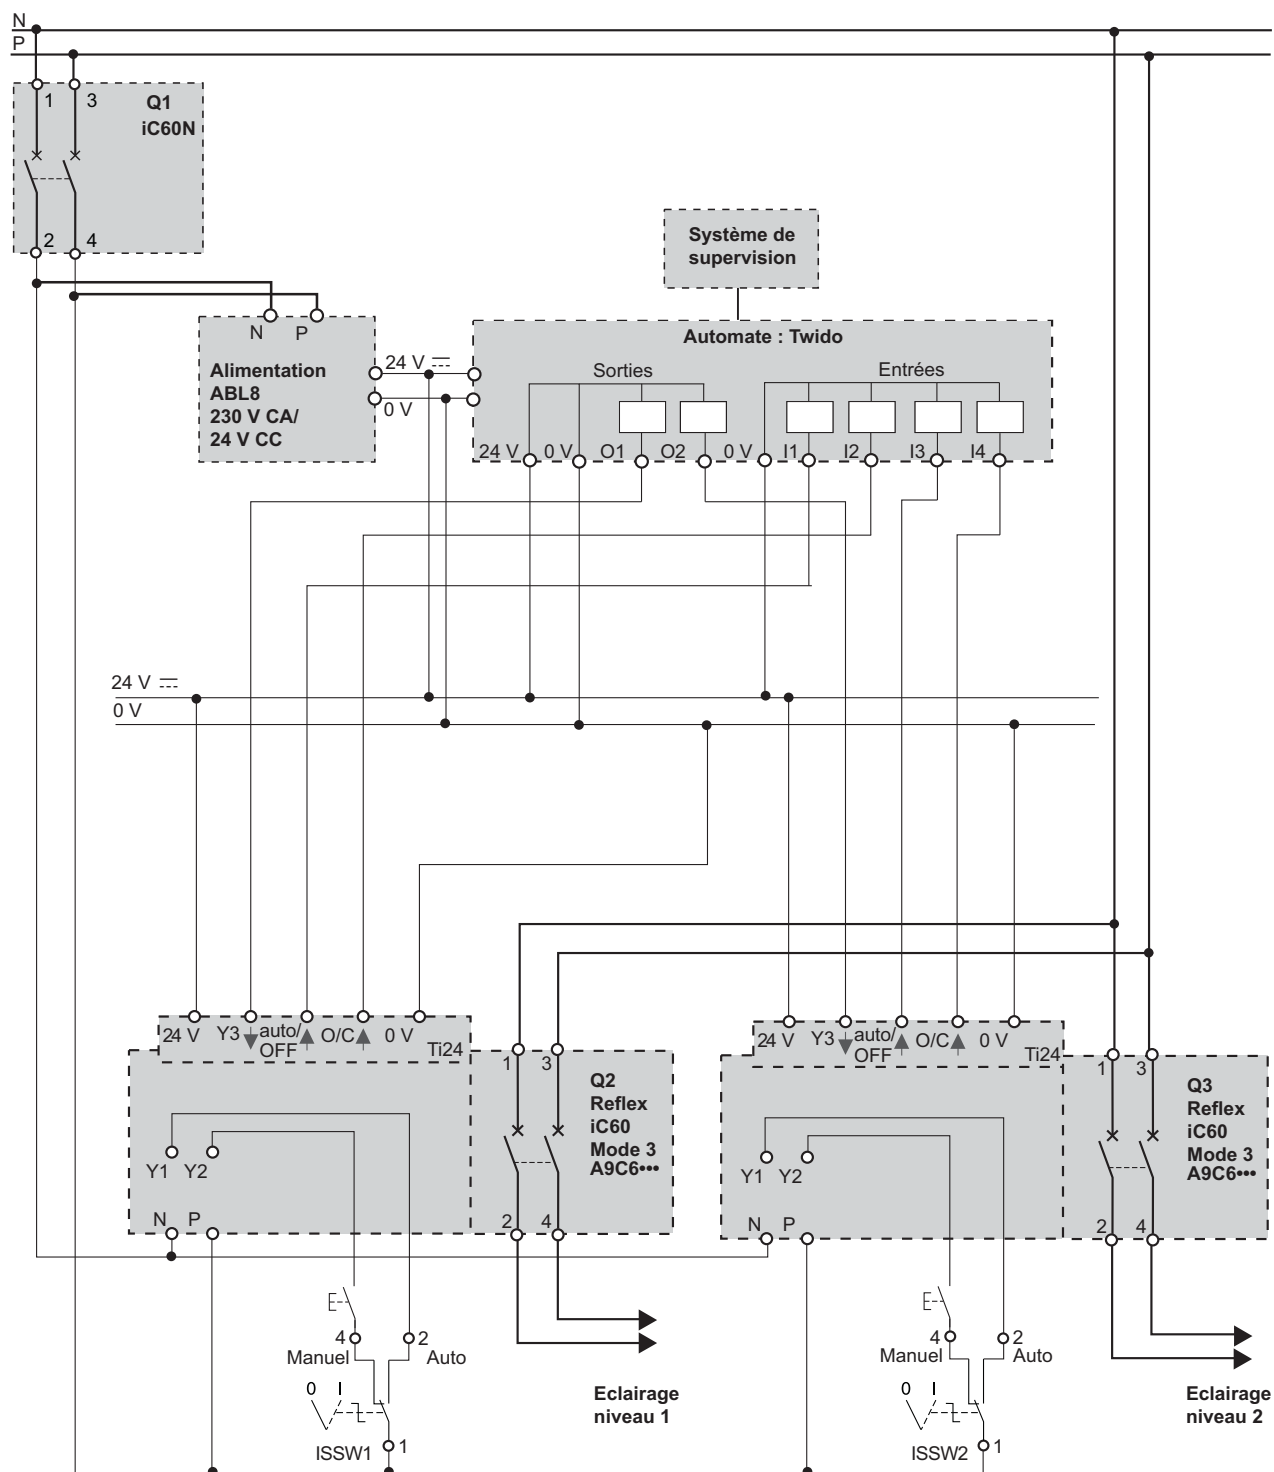 N
P
1 3 Q1
iC60N
2 4
Système de
supervision
N P
Automate : Twido
Alimentation
ABL8
230 V CA/
24 V CC
24 V
0 V
Sorties
Entrées
24 V 0 V O1 O2 0 V I1 I2 I3 I4
24 V
0 V
24 V Y3 auto/
OFF O/C 0 V
Ti24
1 3
Q2
Reflex
iC60
Mode 3
A9C6•••
Y1 Y2
N P
2 4
24 V Y3 auto/
OFF O/C 0 V
Ti24
1 3
Q3
Reflex
iC60
Mode 3
A9C6•••
Y1 Y2
N P
2 4
4 2
Manuel Auto
0 I
ISSW1 1
Eclairage
niveau 1
4 2
Manuel Auto
0 I
ISSW2 1
Eclairage
niveau 2